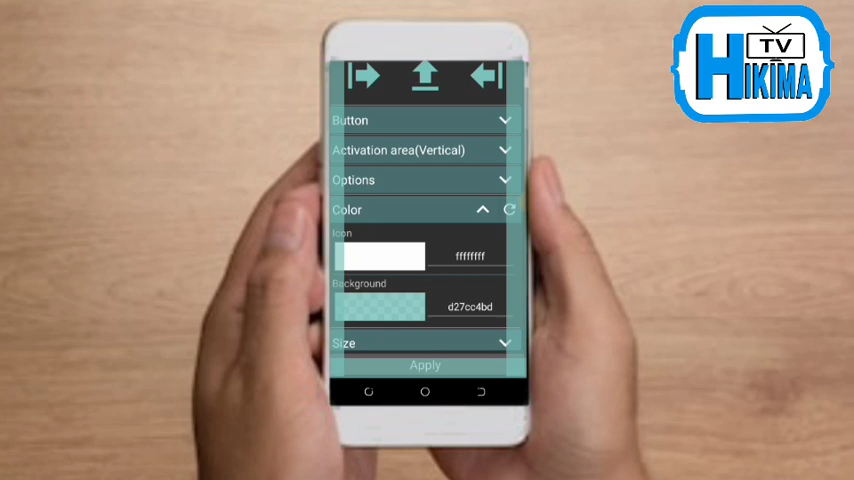 TV
HIKIMA
Button
Activation area(Vertical)
Options
Color
Icon
ffffffff
Background
d27cc4bd
Size
Apply